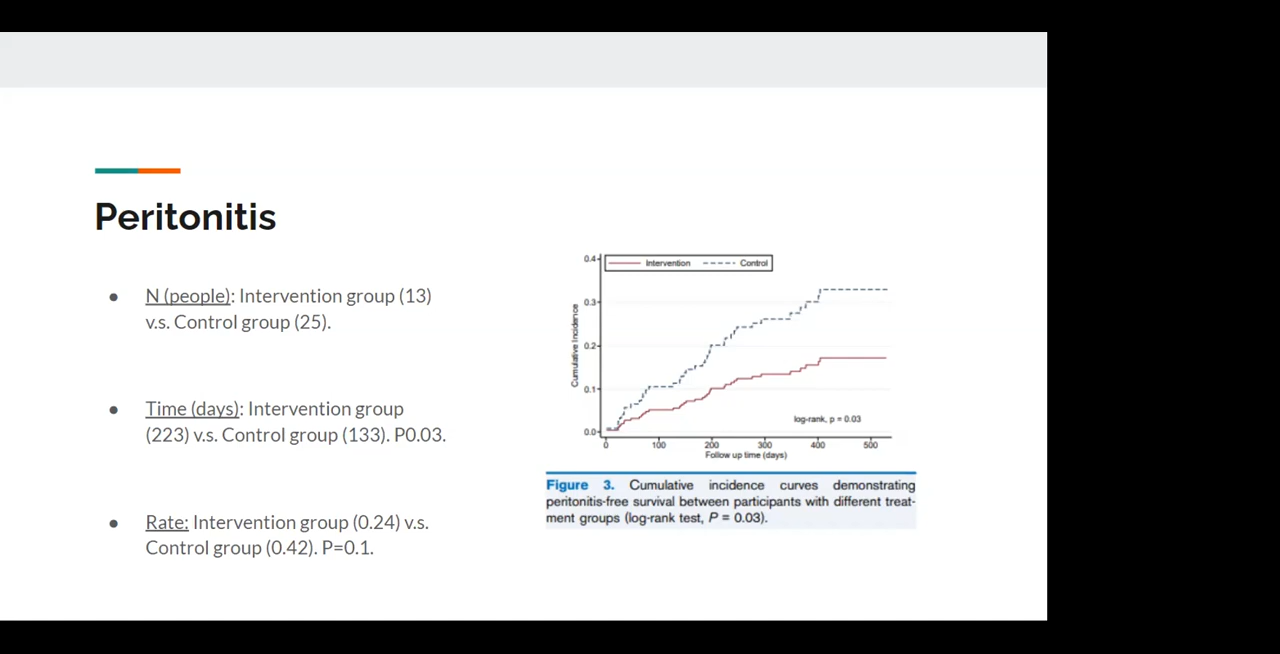 Peritonitis
● N (people): Intervention group (13)
v.s. Control group (25).
● Time (days): Intervention group
(223) v.s. Control group (133). P0.03.
● Rate: Intervention group (0.24) v.s.
Control group (0.42). P=0.1.
Intervention Control
0.4
0.3
0.2
0.1
0.0
Cumulative Incidence
log-rank, p = 0.03
0 100 200 300 400 500
Follow up time (days)
Figure 3. Cumulative incidence curves demonstrating
peritonitis-free survival between participants with different treat-
ment groups (log-rank test, P = 0.03).